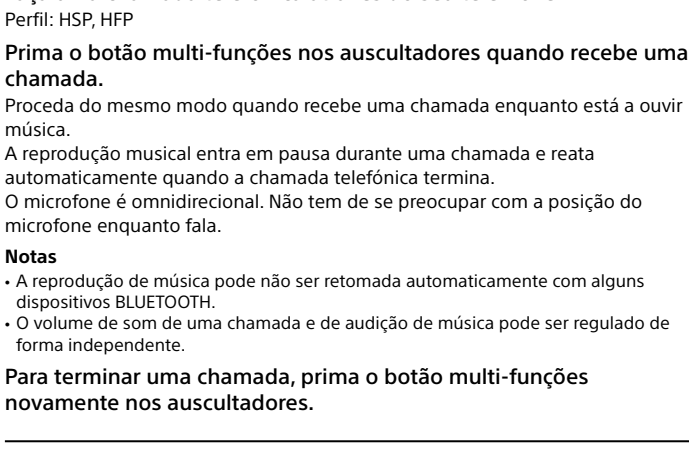 Perfil: HSP, HFP
Prima o botão multi-funções nos auscultadores quando recebe uma
chamada.
Proceda do mesmo modo quando recebe uma chamada enquanto está a ouvir
música.
A reprodução musical entra em pausa durante uma chamada e reata
automaticamente quando a chamada telefónica termina.
O microfone é omnidirecional. Não tem de se preocupar com a posição do
microfone enquanto fala.
Notas
• A reprodução de música pode não ser retomada automaticamente com alguns
dispositivos BLUETOOTH.
• O volume de som de uma chamada e de audição de música pode ser regulado de
forma independente.
Para terminar uma chamada, prima o botão multi-funções
novamente nos auscultadores.